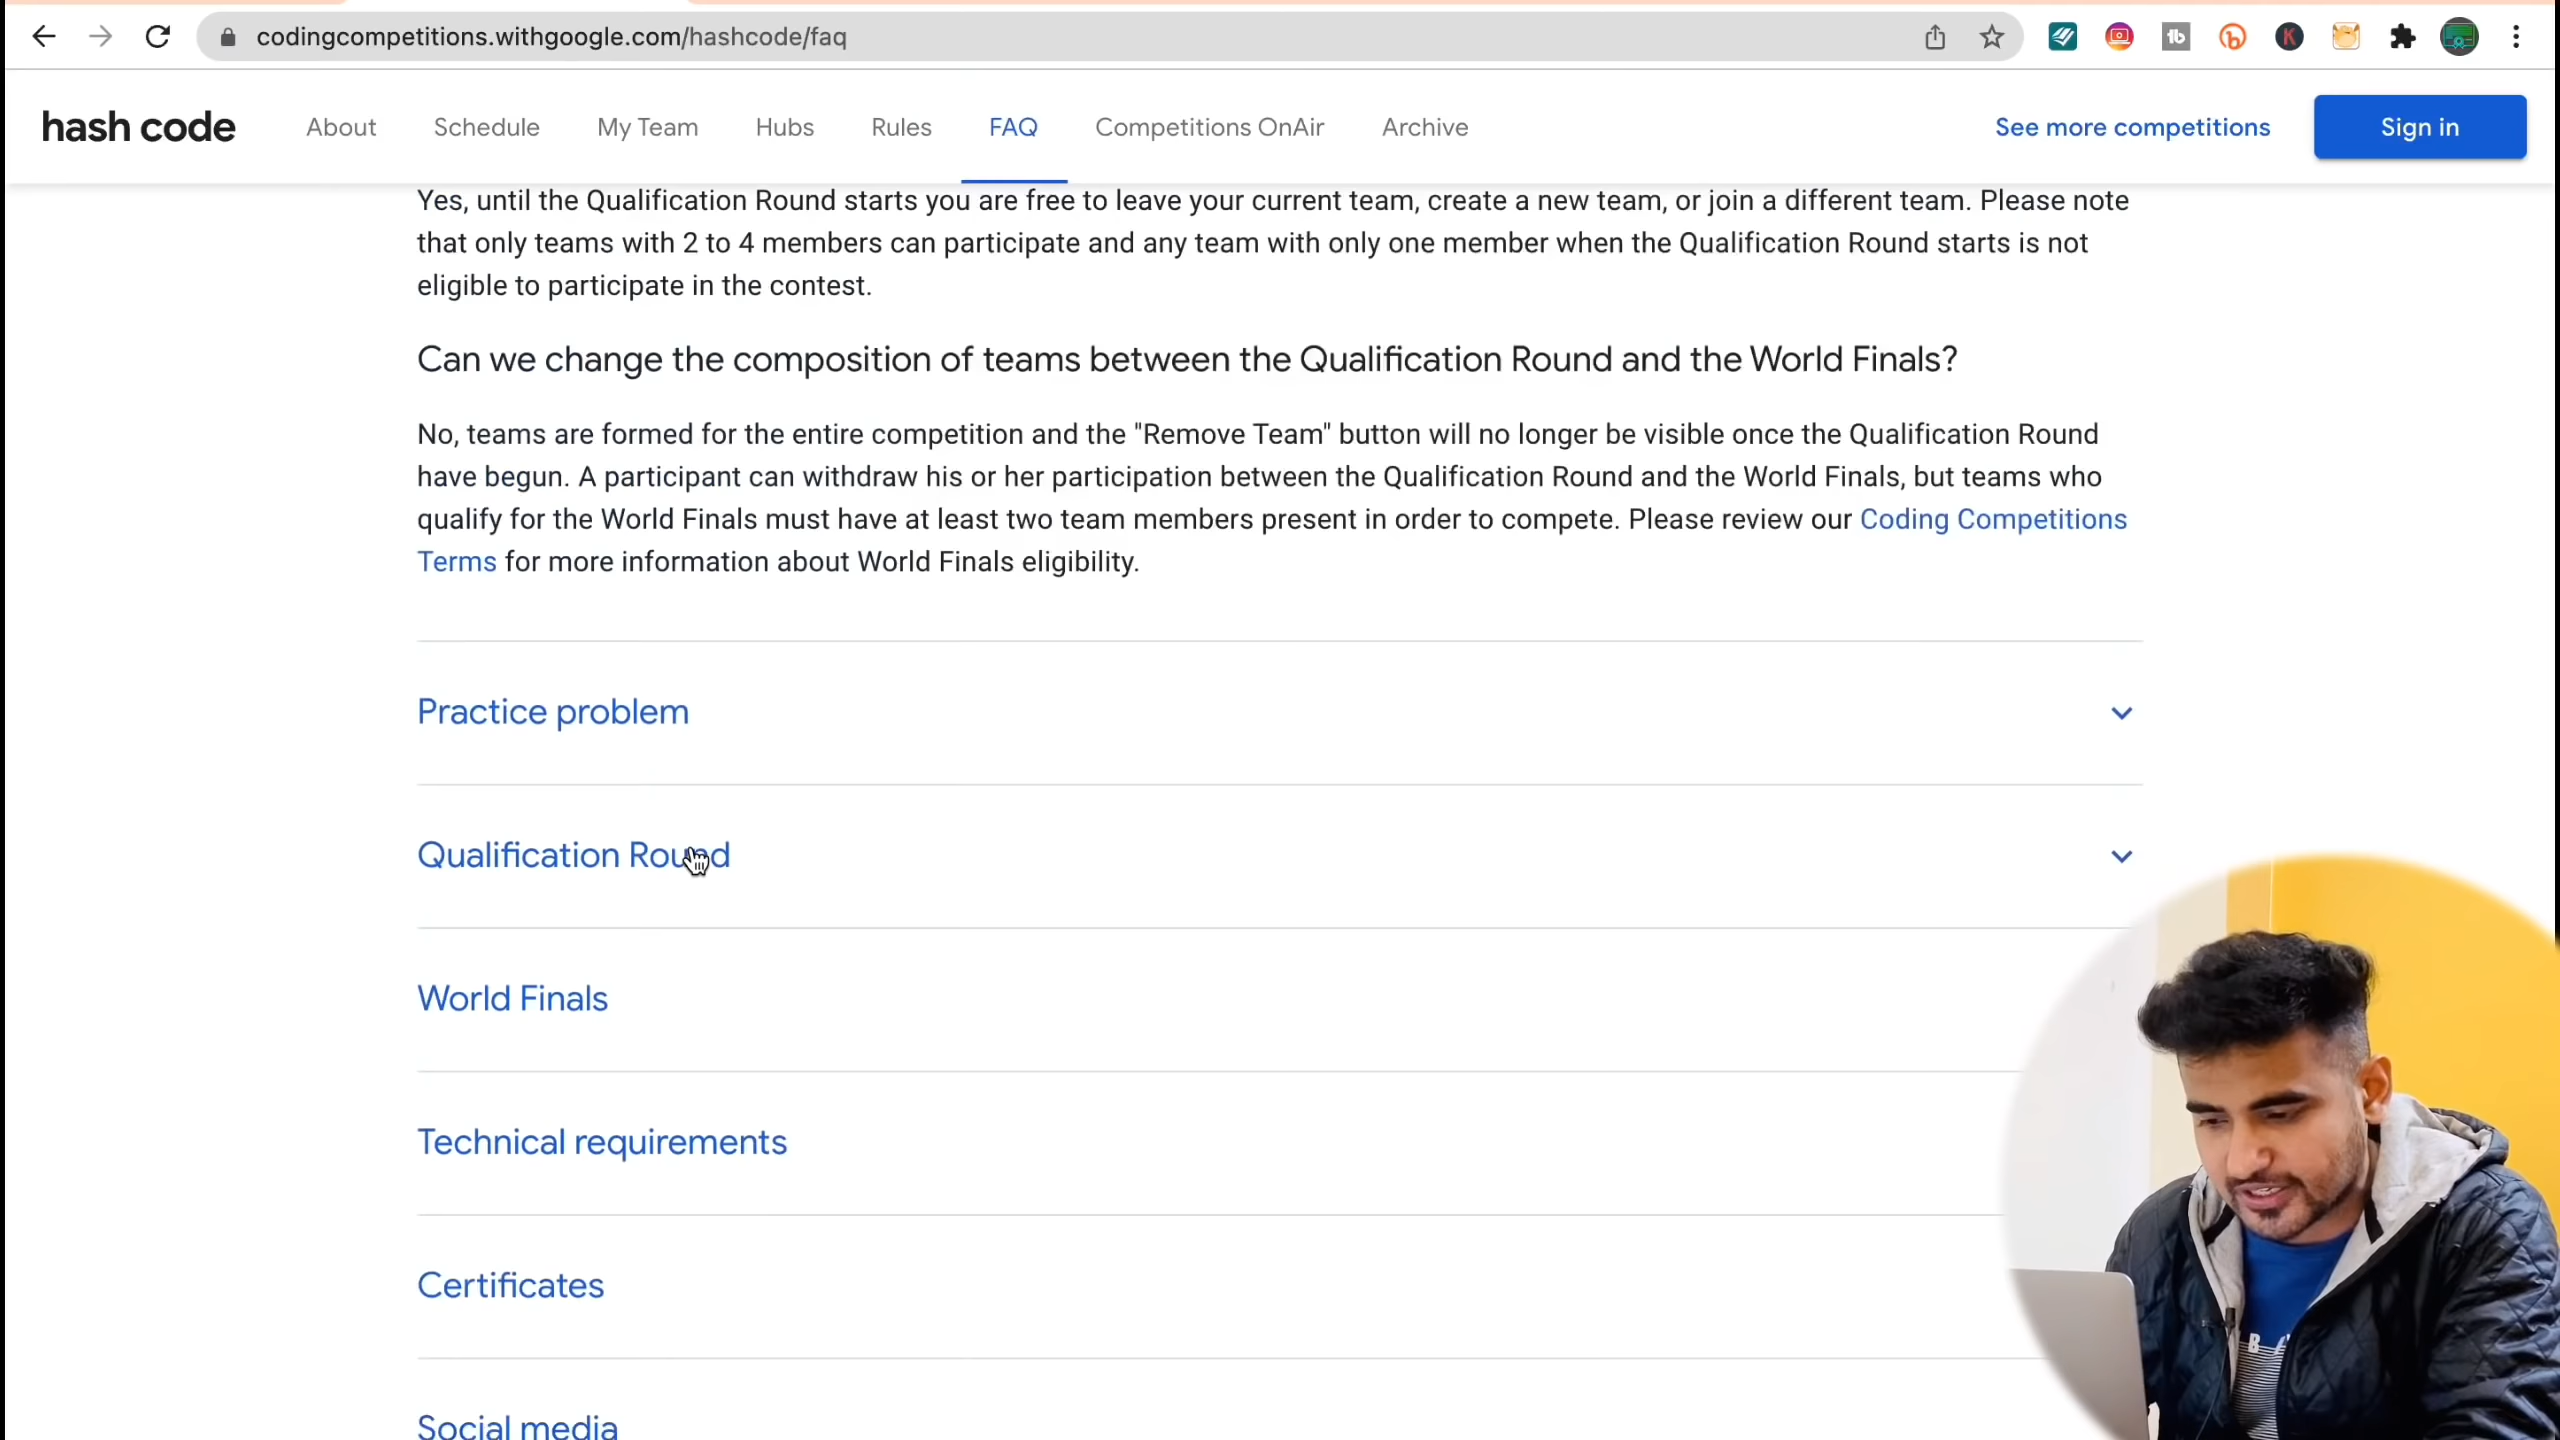 codingcompetitions.withgoogle.com/hashcode/faq
hash code
About
Schedule
My Team
Hubs
Rules
FAQ
Competitions OnAir
Archive
See more competitions
Sign in
Yes, until the Qualification Round starts you are free to leave your current team, create a new team, or join a different team. Please note
that only teams with 2 to 4 members can participate and any team with only one member when the Qualification Round starts is not
eligible to participate in the contest.
Can we change the composition of teams between the Qualification Round and the World Finals?
No, teams are formed for the entire competition and the "Remove Team" button will no longer be visible once the Qualification Round
have begun. A participant can withdraw his or her participation between the Qualification Round and the World Finals, but teams who
qualify for the World Finals must have at least two team members present in order to compete. Please review our Coding Competitions
Terms for more information about World Finals eligibility.
Practice problem
Qualification Round
World Finals
Technical requirements
Certificates
Social media